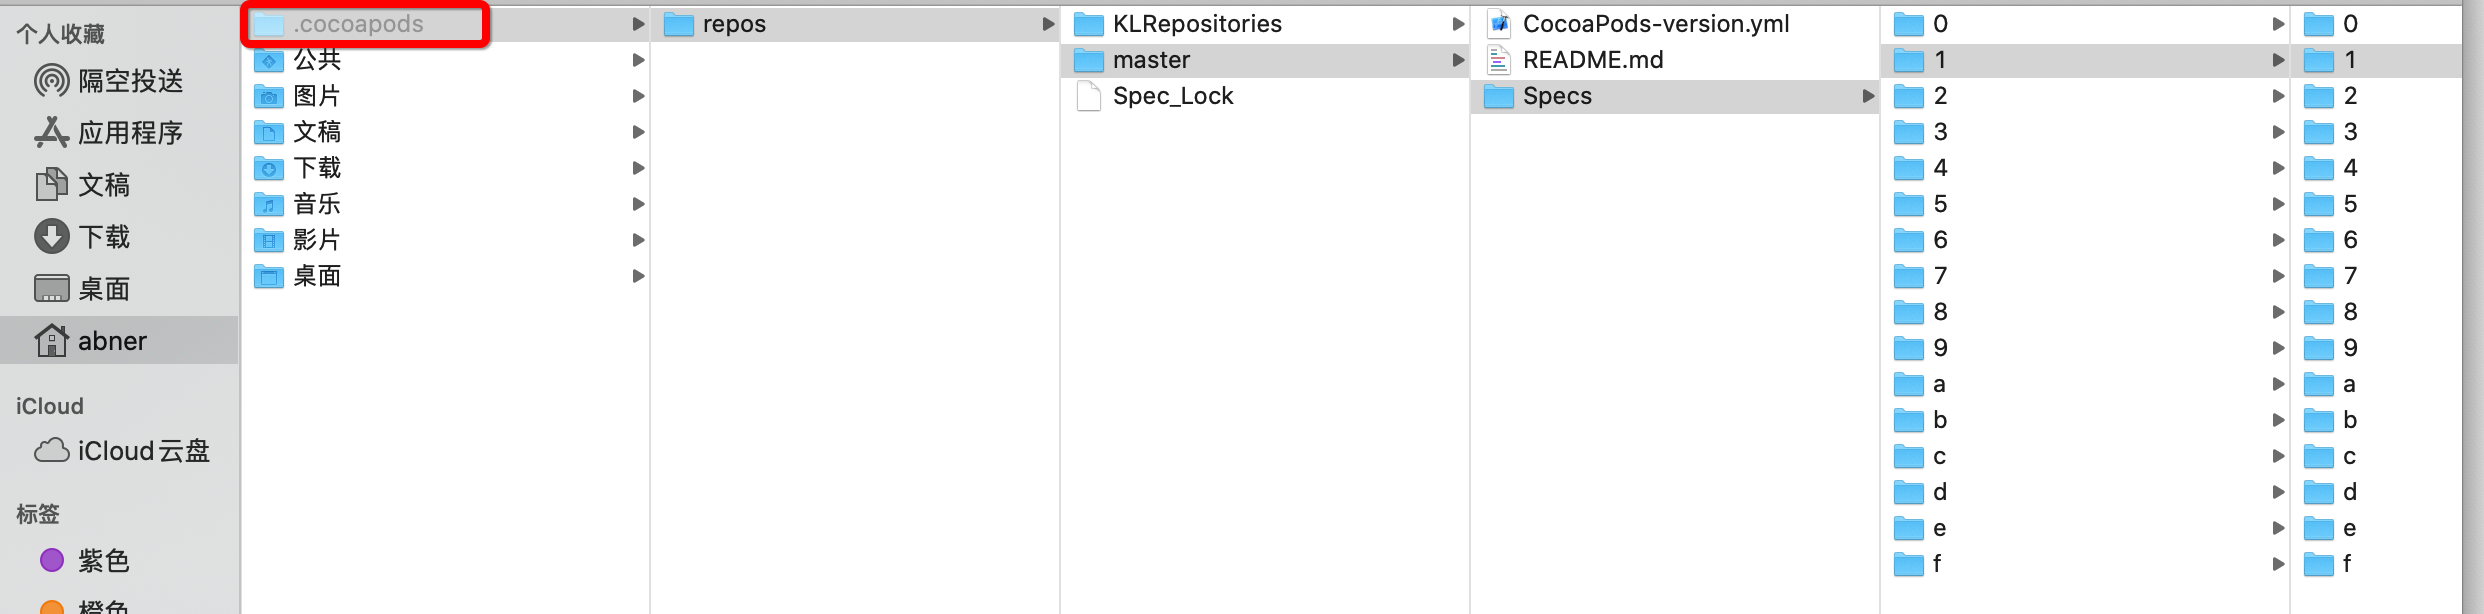 个人收藏
隔空投送
应用程序
文稿
下载
桌面
abner
iCloud
iCloud云盘
标签
紫色
橙色
.cocoapods
公共
图片
文稿
下载
音乐
影片
桌面
repos
KLRepositories
master
Spec_Lock
CocoaPods-version.yml
README.md
Specs
0
1
2
3
4
5
6
7
8
9
a
b
c
d
e
f
0
1
2
3
4
5
6
7
8
9
a
b
c
d
e
f